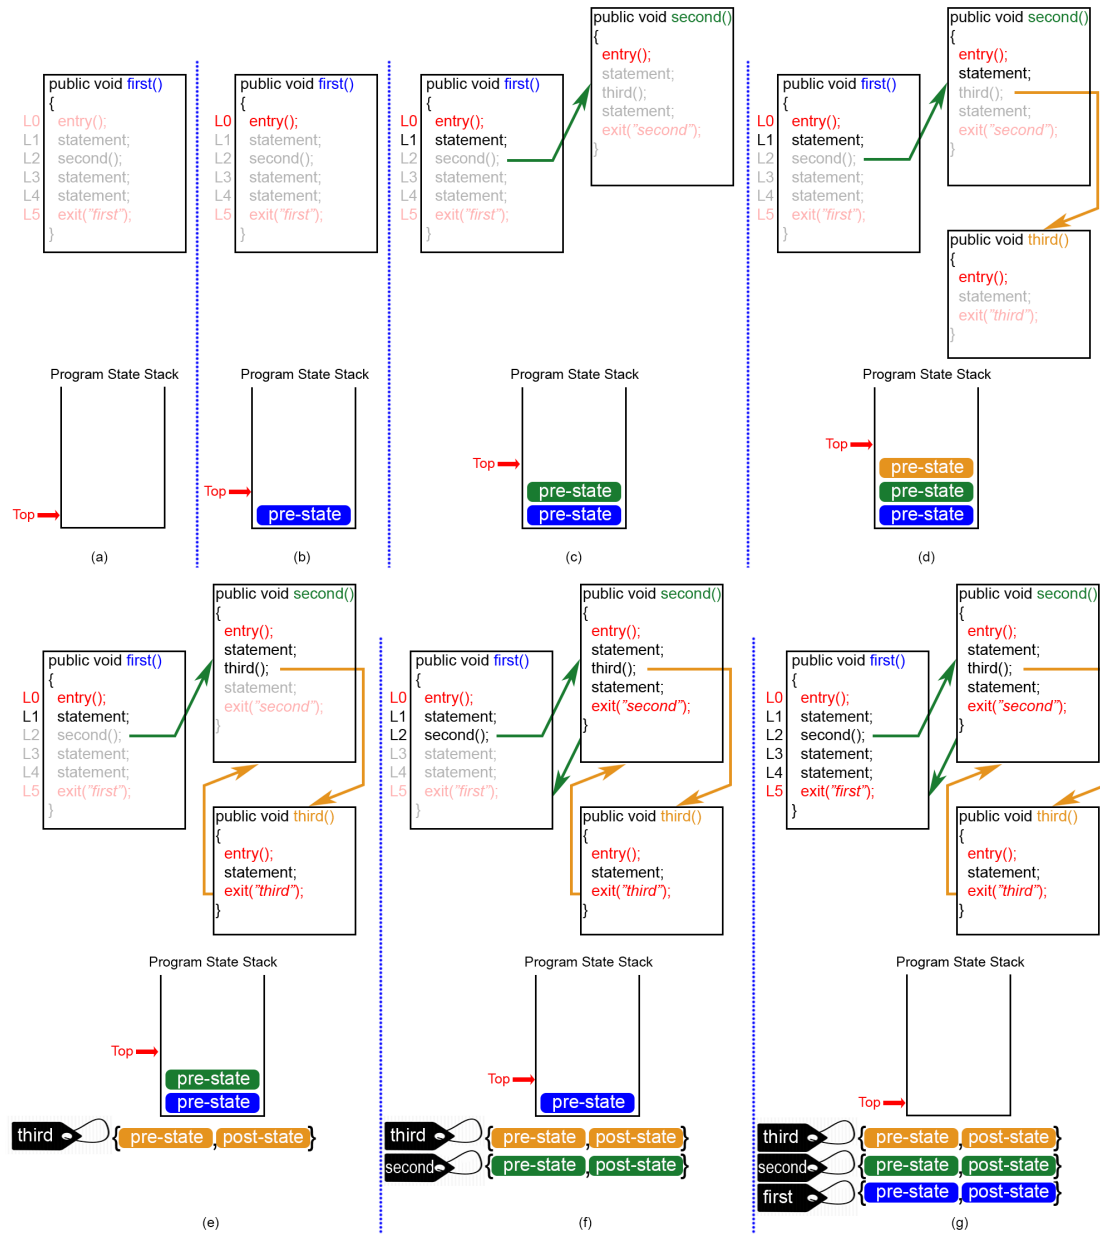 public void first()
{
L0 entry();
L1 statement;
L2 second();
L3 statement;
L4 statement;
L5 exit("first");
}
Program State Stack
Top
(a)
public void first()
{
L0 entry();
L1 statement;
L2 second();
L3 statement;
L4 statement;
L5 exit("first");
}
Program State Stack
Top
pre-state
(b)
public void first()
{
L0 entry();
L1 statement;
L2 second();
L3 statement;
L4 statement;
L5 exit("first");
}
public void second()
{
entry();
statement;
third();
statement;
exit("second");
}
Program State Stack
Top
pre-state
pre-state
(c)
public void first()
{
L0 entry();
L1 statement;
L2 second();
L3 statement;
L4 statement;
L5 exit("first");
}
public void second()
{
entry();
statement;
third();
statement;
exit("second");
}
public void third()
{
entry();
statement;
exit("third");
}
Program State Stack
Top
pre-state
pre-state
pre-state
(d)
public void first()
{
L0 entry();
L1 statement;
L2 second();
L3 statement;
L4 statement;
L5 exit("first");
}
public void second()
{
entry();
statement;
third();
statement;
exit("second");
}
public void third()
{
entry();
statement;
exit("third");
}
Program State Stack
Top
pre-state
pre-state
third {pre-state,post-state}
(e)
public void first()
{
L0 entry();
L1 statement;
L2 second();
L3 statement;
L4 statement;
L5 exit("first");
}
public void second()
{
entry();
statement;
third();
statement;
exit("second");
}
public void third()
{
entry();
statement;
exit("third");
}
Program State Stack
Top
pre-state
third {pre-state,post-state}
second {pre-state,post-state}
(f)
public void first()
{
L0 entry();
L1 statement;
L2 second();
L3 statement;
L4 statement;
L5 exit("first");
}
public void second()
{
entry();
statement;
third();
statement;
exit("second");
}
public void third()
{
entry();
statement;
exit("third");
}
Program State Stack
Top
third {pre-state,post-state}
second {pre-state,post-state}
first {pre-state,post-state}
(g)